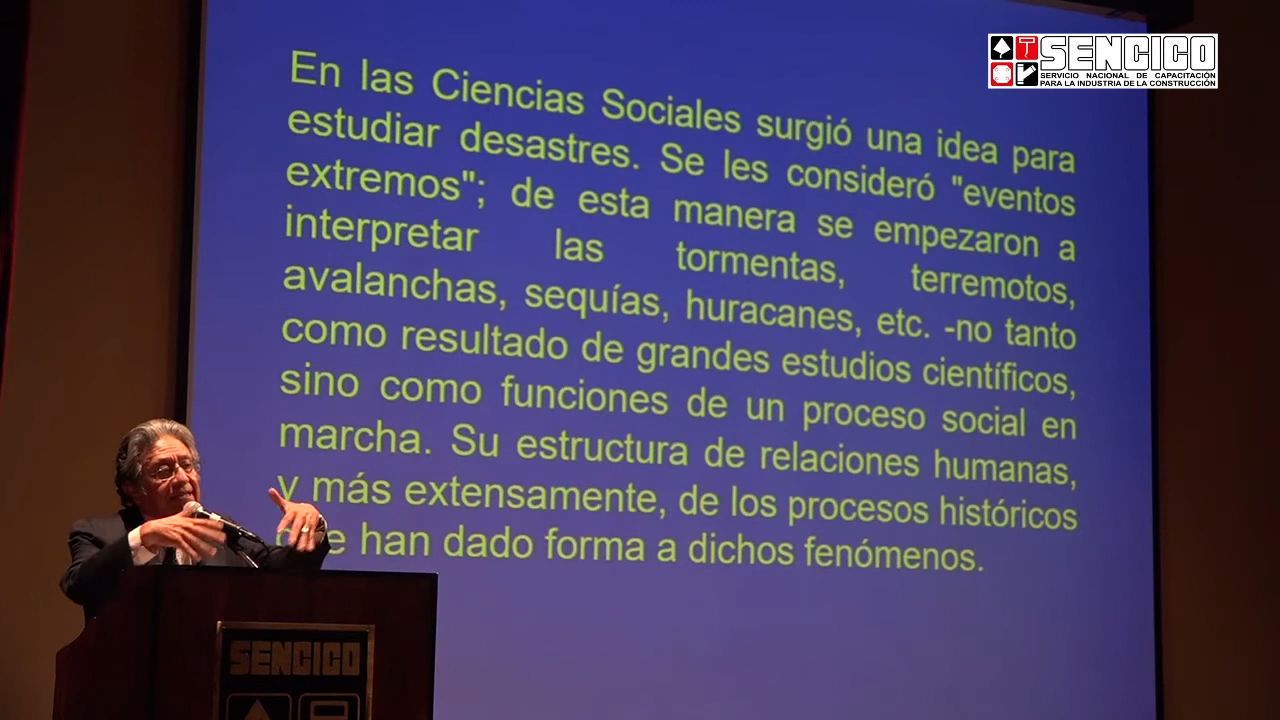 SENCICO
SERVICIO NACIONAL DE CAPACITACIÓN
PARA LA INDUSTRIA DE LA CONSTRUCCIÓN
En las Ciencias Sociales surgió una idea para
estudiar desastres. Se les consideró "eventos
extremos"; de esta manera se empezaron a
interpretar las tormentas, terremotos,
avalanchas, sequías, huracanes, etc. -no tanto
como resultado de grandes estudios científicos,
sino como funciones de un proceso social en
marcha. Su estructura de relaciones humanas,
y más extensamente, de los procesos históricos
han dado forma a dichos fenómenos.
SENCICO